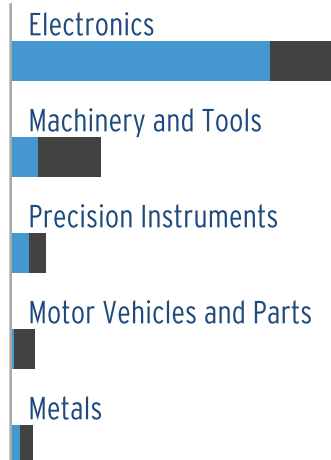 Electronics
Machinery and Tools
Precision Instruments
Motor Vehicles and Parts
Metals